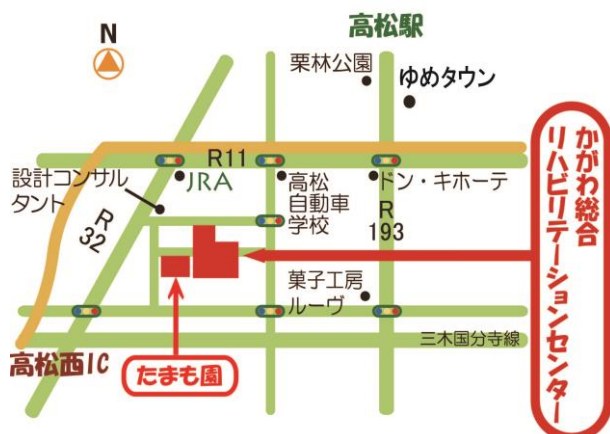 N
高松駅
栗林公園
ゆめタウン
R11
設計コンサル
タント
JRA
高松
自動車
学校
ドン・キホーテ
R
32
R
193
菓子工房
ルーヴ
三木国分寺線
高松西IC
たまも園
かがわ総合
リハビリテーションセンター